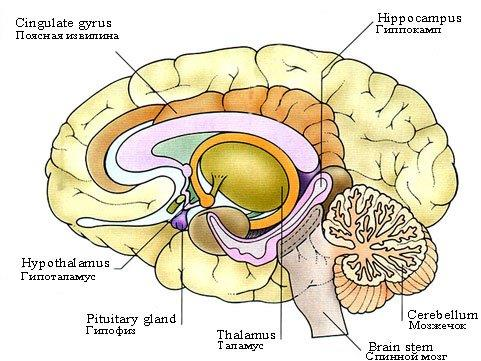 Cingulate gyrus
Поясная извилина
Hippocampus
Гиппокамп
Hypothalamus
Гипоталамус
Pituitary gland
Гипофиз
Thalamus
Таламус
Cerebellum
Мозжечок
Brain stem
Спинной мозг